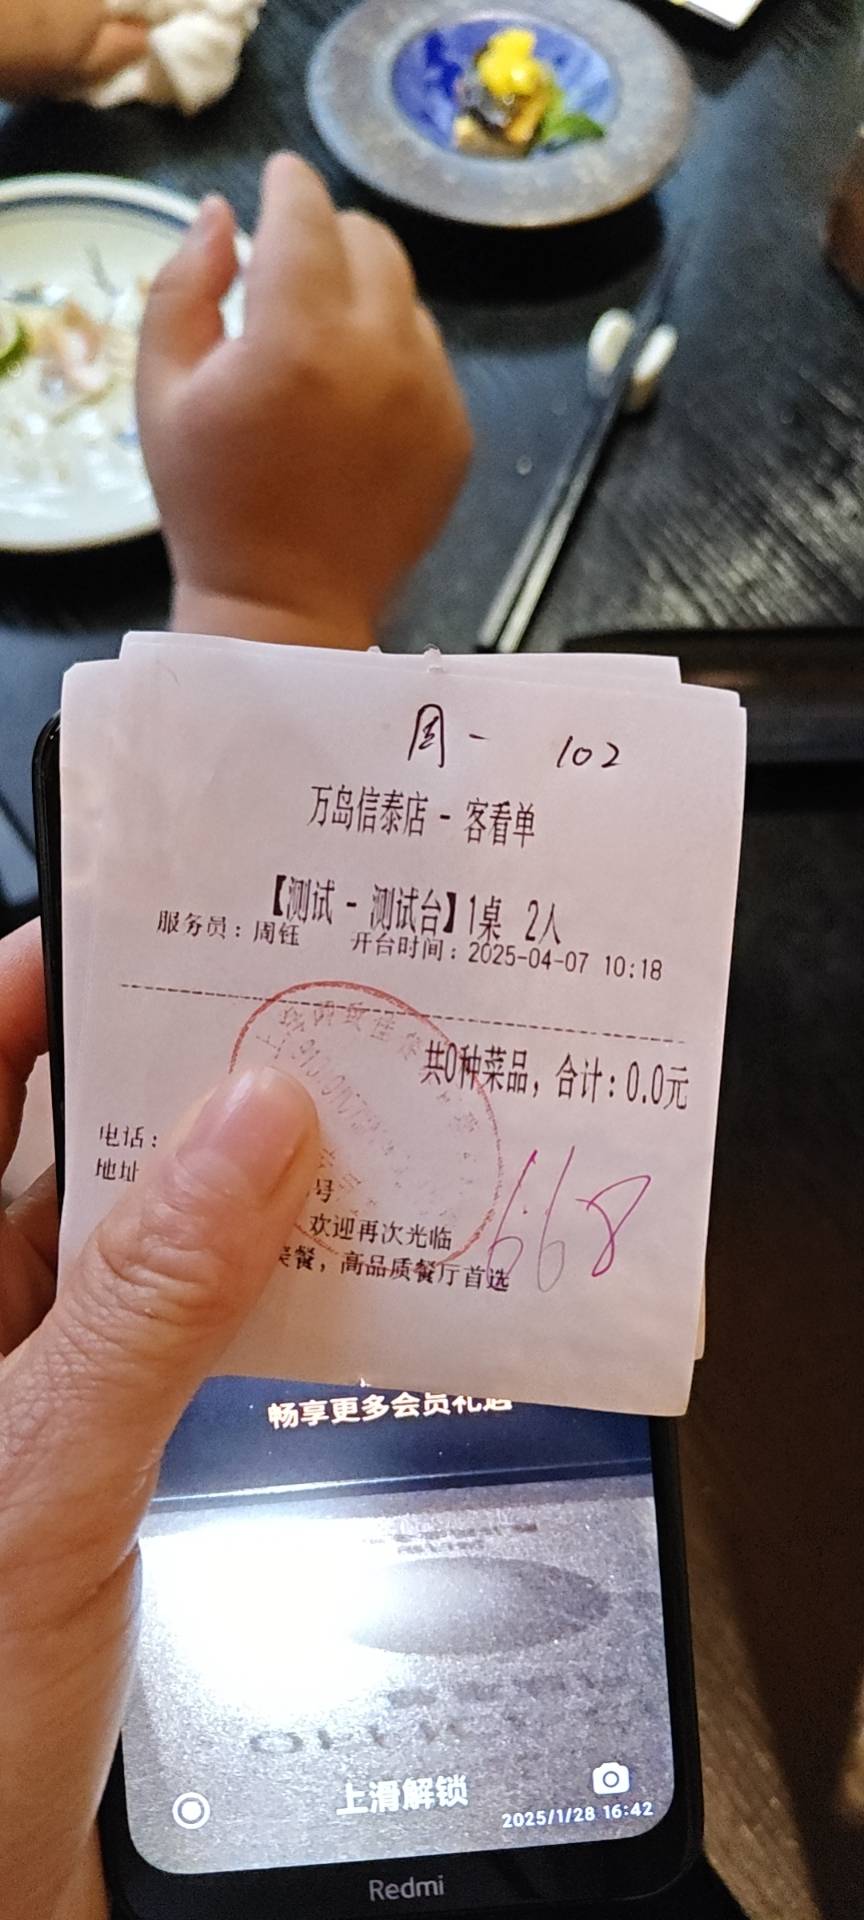 周一 102
万岛信泰店 - 客看单
【测试 - 测试台】1桌 2人
服务员：周钰 开台时间：2025-04-07 10:18
共0种菜品，合计：0.0元
电话：
地址
号
668
欢迎再次光临
餐，高品质餐厅首选
畅享更多会员礼遇
上滑解锁
2025/1/28 16:42
Redmi